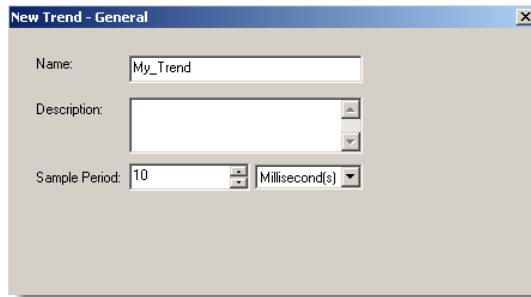 New Trend - General
Name: My_Trend
Description:
Sample Period: 10 Millisecond(s)